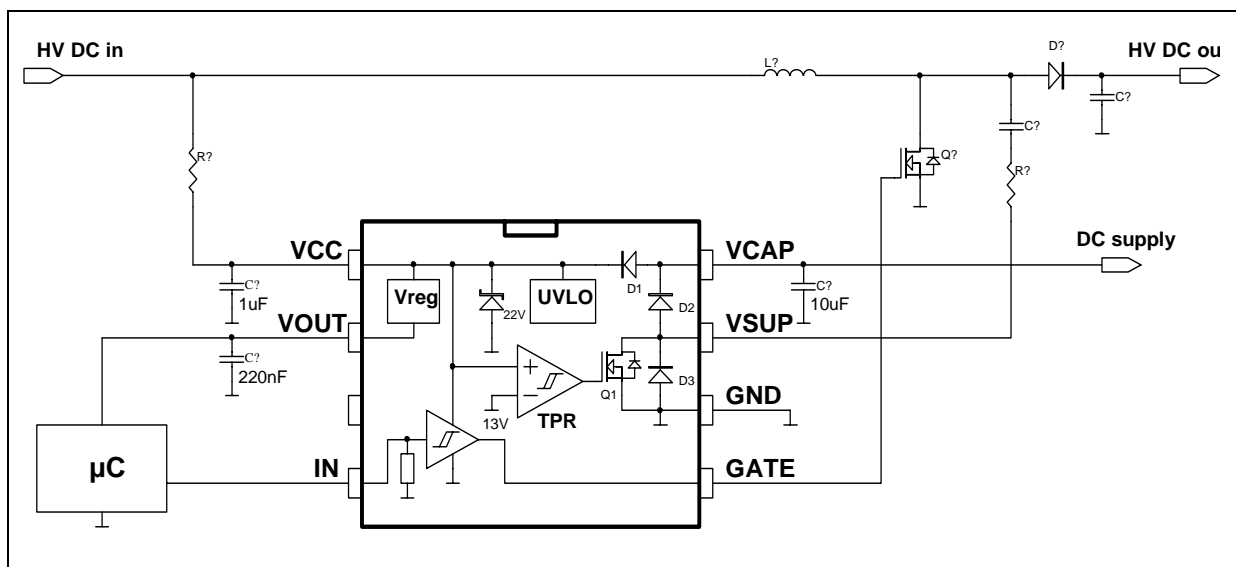 HV DC in
L?
D?
HV DC ou
C?
C?
R?
Q?
R?
DC supply
VCC
VCAP
C?
1uF
Vreg
22V
UVLO
D1
D2
C?
10uF
VOUT
VSUP
C?
220nF
13V
TPR
Q1
D3
GND
µC
IN
GATE